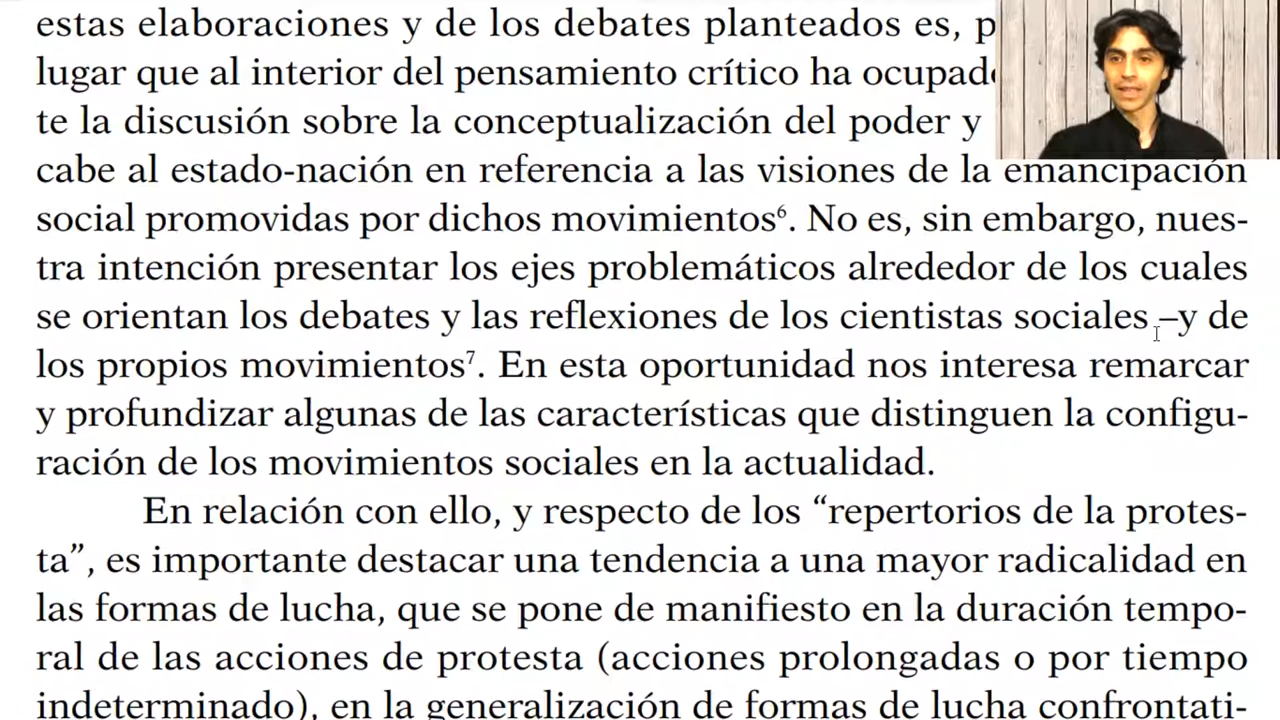 estas elaboraciones y de los debates planteados es, p
lugar que al interior del pensamiento crítico ha ocupado
te la discusión sobre la conceptualización del poder y
cabe al estado-nación en referencia a las visiones de la emancipación
social promovidas por dichos movimientos⁶. No es, sin embargo, nues-
tra intención presentar los ejes problemáticos alrededor de los cuales
se orientan los debates y las reflexiones de los cientistas sociales –y de
los propios movimientos⁷. En esta oportunidad nos interesa remarcar
y profundizar algunas de las características que distinguen la configu-
ración de los movimientos sociales en la actualidad.
En relación con ello, y respecto de los “repertorios de la protes-
ta”, es importante destacar una tendencia a una mayor radicalidad en
las formas de lucha, que se pone de manifiesto en la duración tempo-
ral de las acciones de protesta (acciones prolongadas o por tiempo
indeterminado), en la generalización de formas de lucha confrontati-